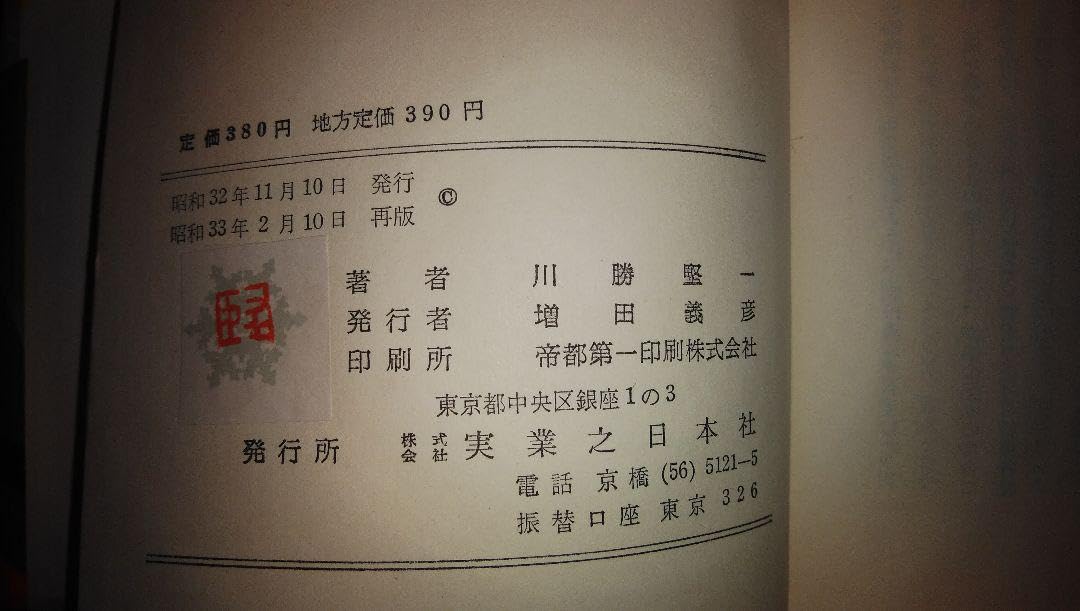 定価380円 地方定価390円
昭和32年11月10日 発行
昭和33年2月10日 再版
©
著者 川勝堅一
発行者 増田義彦
印刷所 帝都第一印刷株式会社
東京都中央区銀座1の3
発行所 株式会社 実業之日本社
電話 京橋 (56) 5121—5
振替口座 東京 326